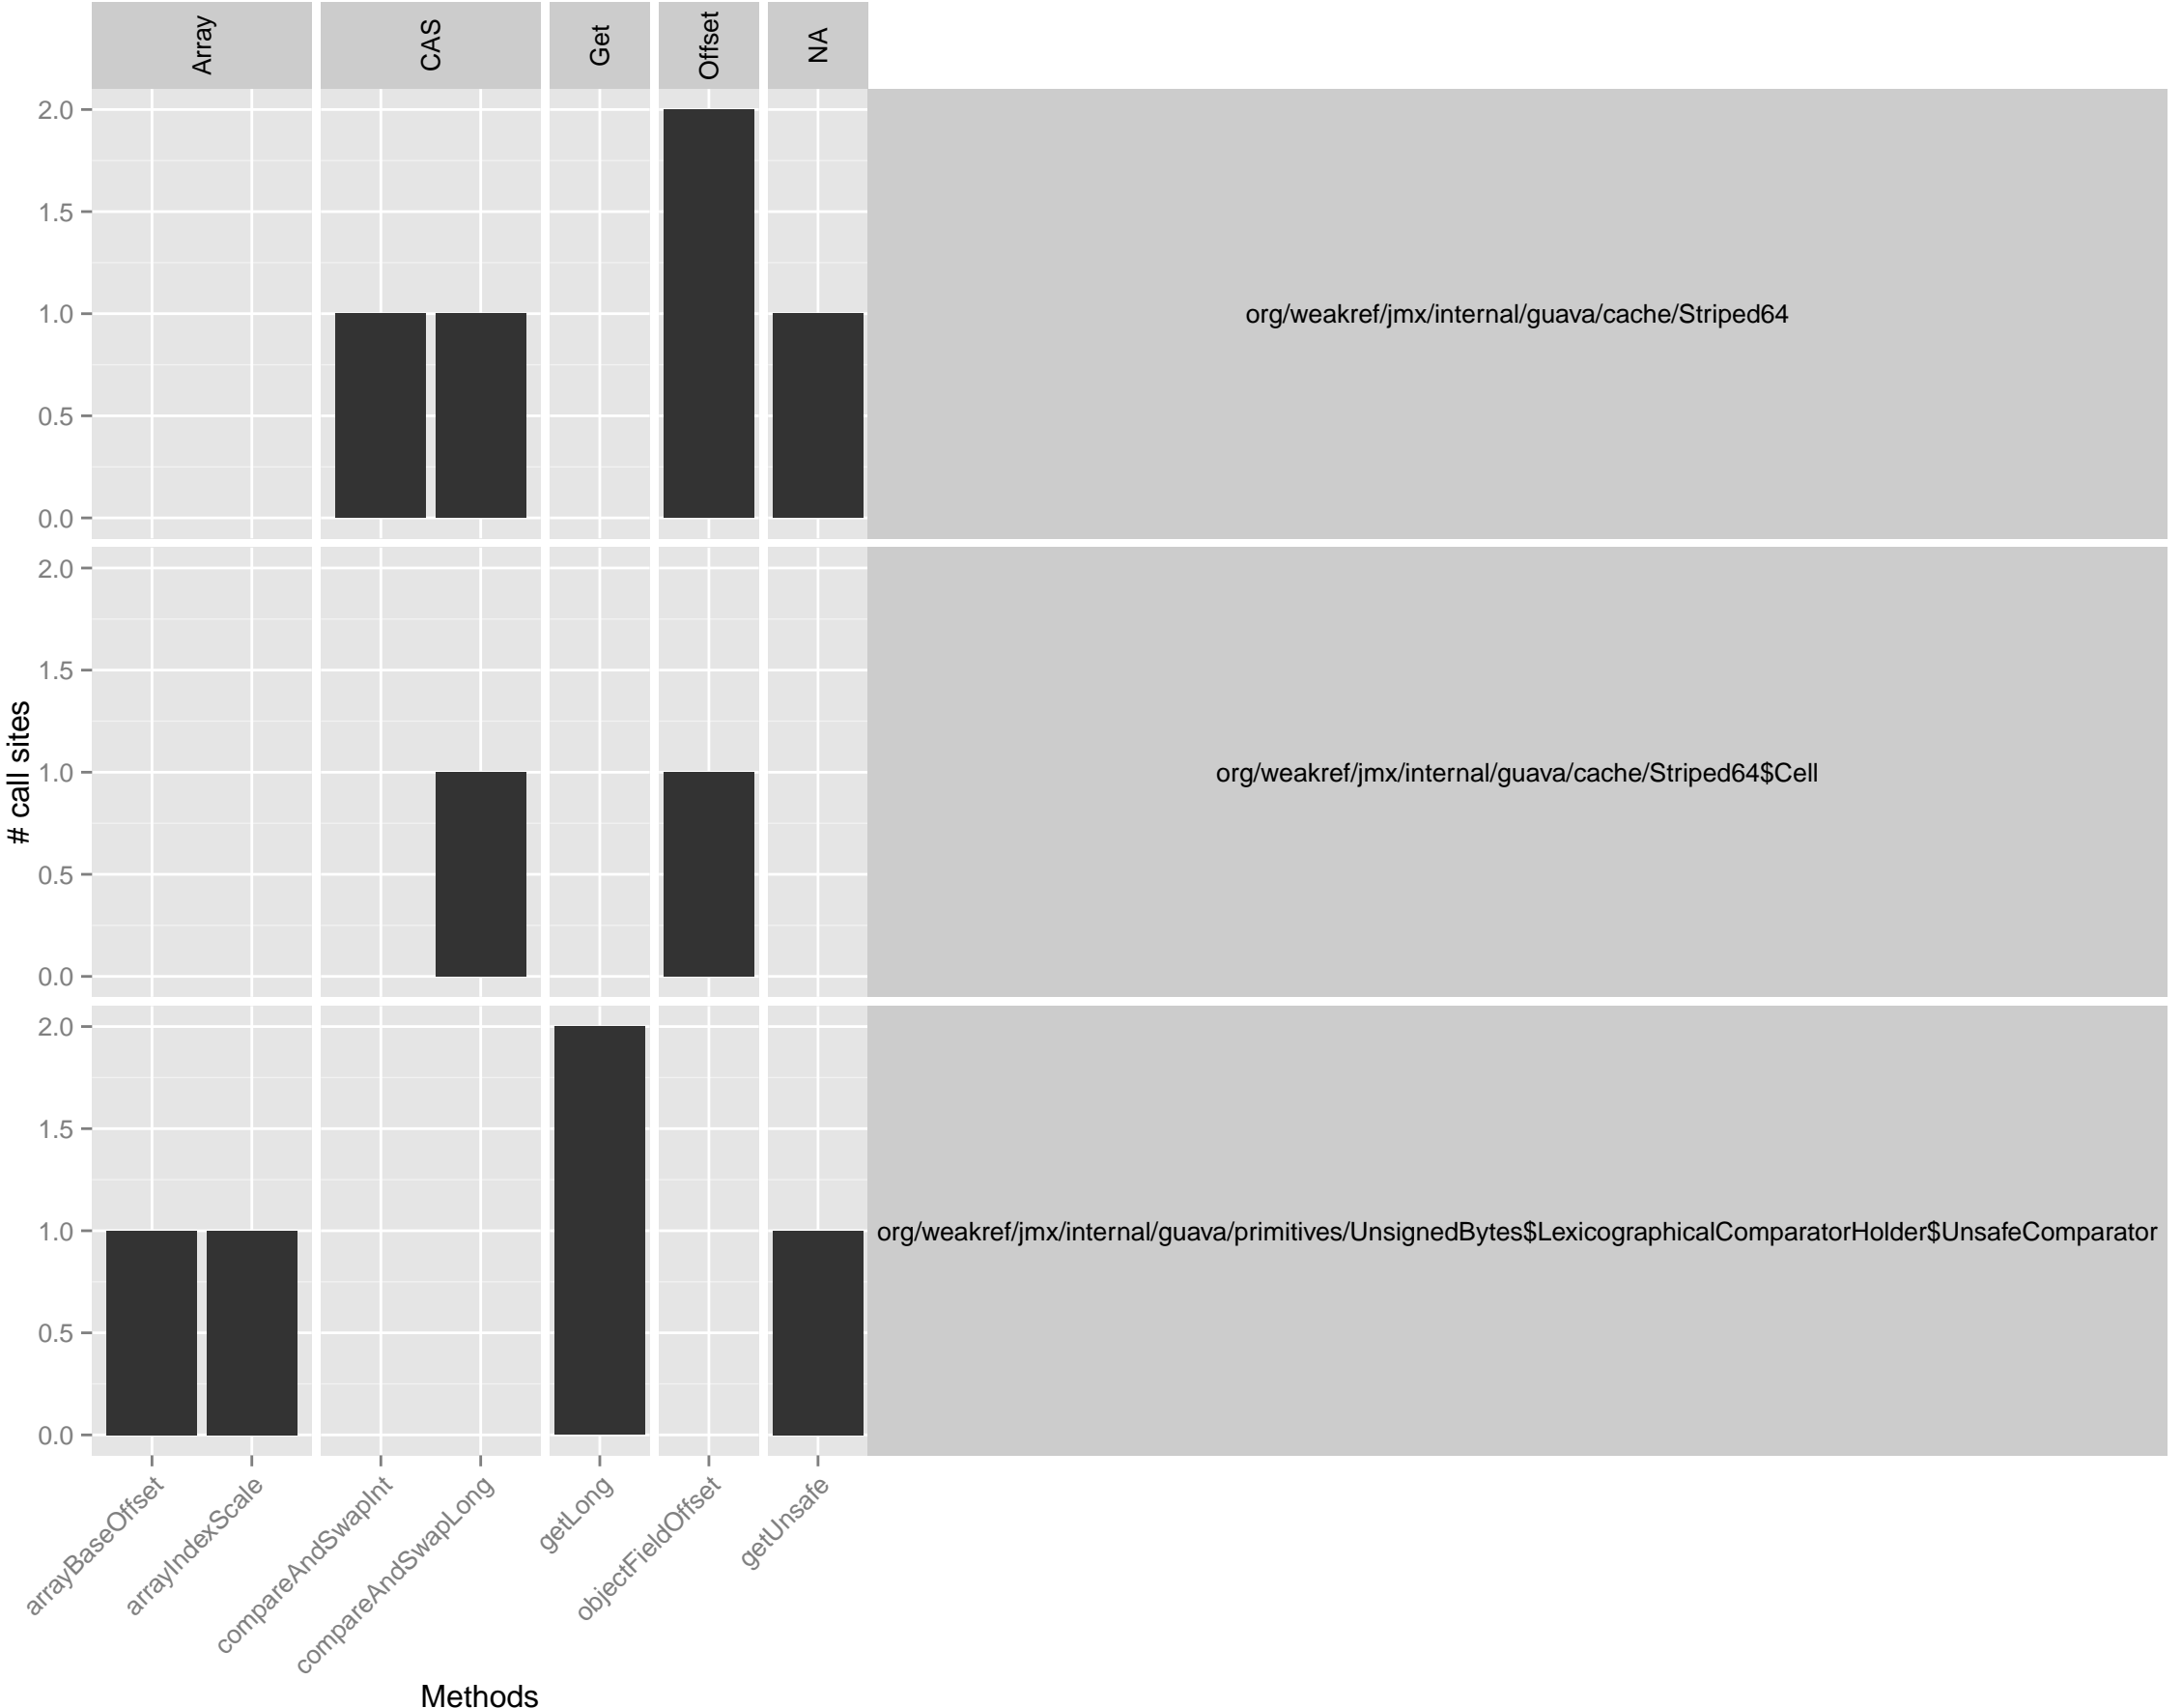 Array
CAS
Get
Offset
NA
2.0
1.5
1.0
0.5
0.0
org/weakref/jmx/internal/guava/cache/Striped64
2.0
1.5
1.0
0.5
0.0
org/weakref/jmx/internal/guava/cache/Striped64$Cell
2.0
1.5
1.0
0.5
0.0
org/weakref/jmx/internal/guava/primitives/UnsignedBytes$LexicographicalComparatorHolder$UnsafeComparator
# call sites
arrayBaseOffset
arrayIndexScale
compareAndSwapInt
compareAndSwapLong
getLong
objectFieldOffset
getUnsafe
Methods